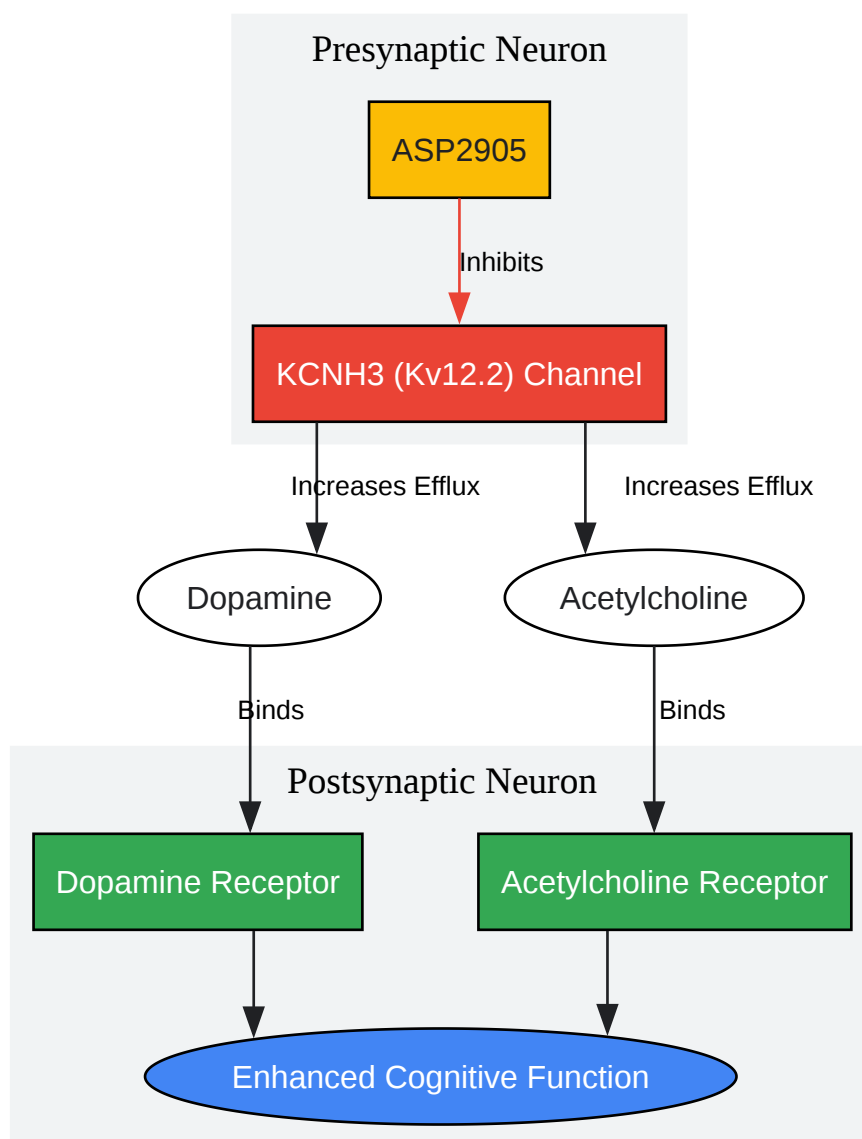 Presynaptic Neuron
ASP2905
Inhibits
KCNH3 (Kv12.2) Channel
Increases Efflux
Increases Efflux
Dopamine
Acetylcholine
Binds
Binds
Postsynaptic Neuron
Dopamine Receptor
Acetylcholine Receptor
Enhanced Cognitive Function